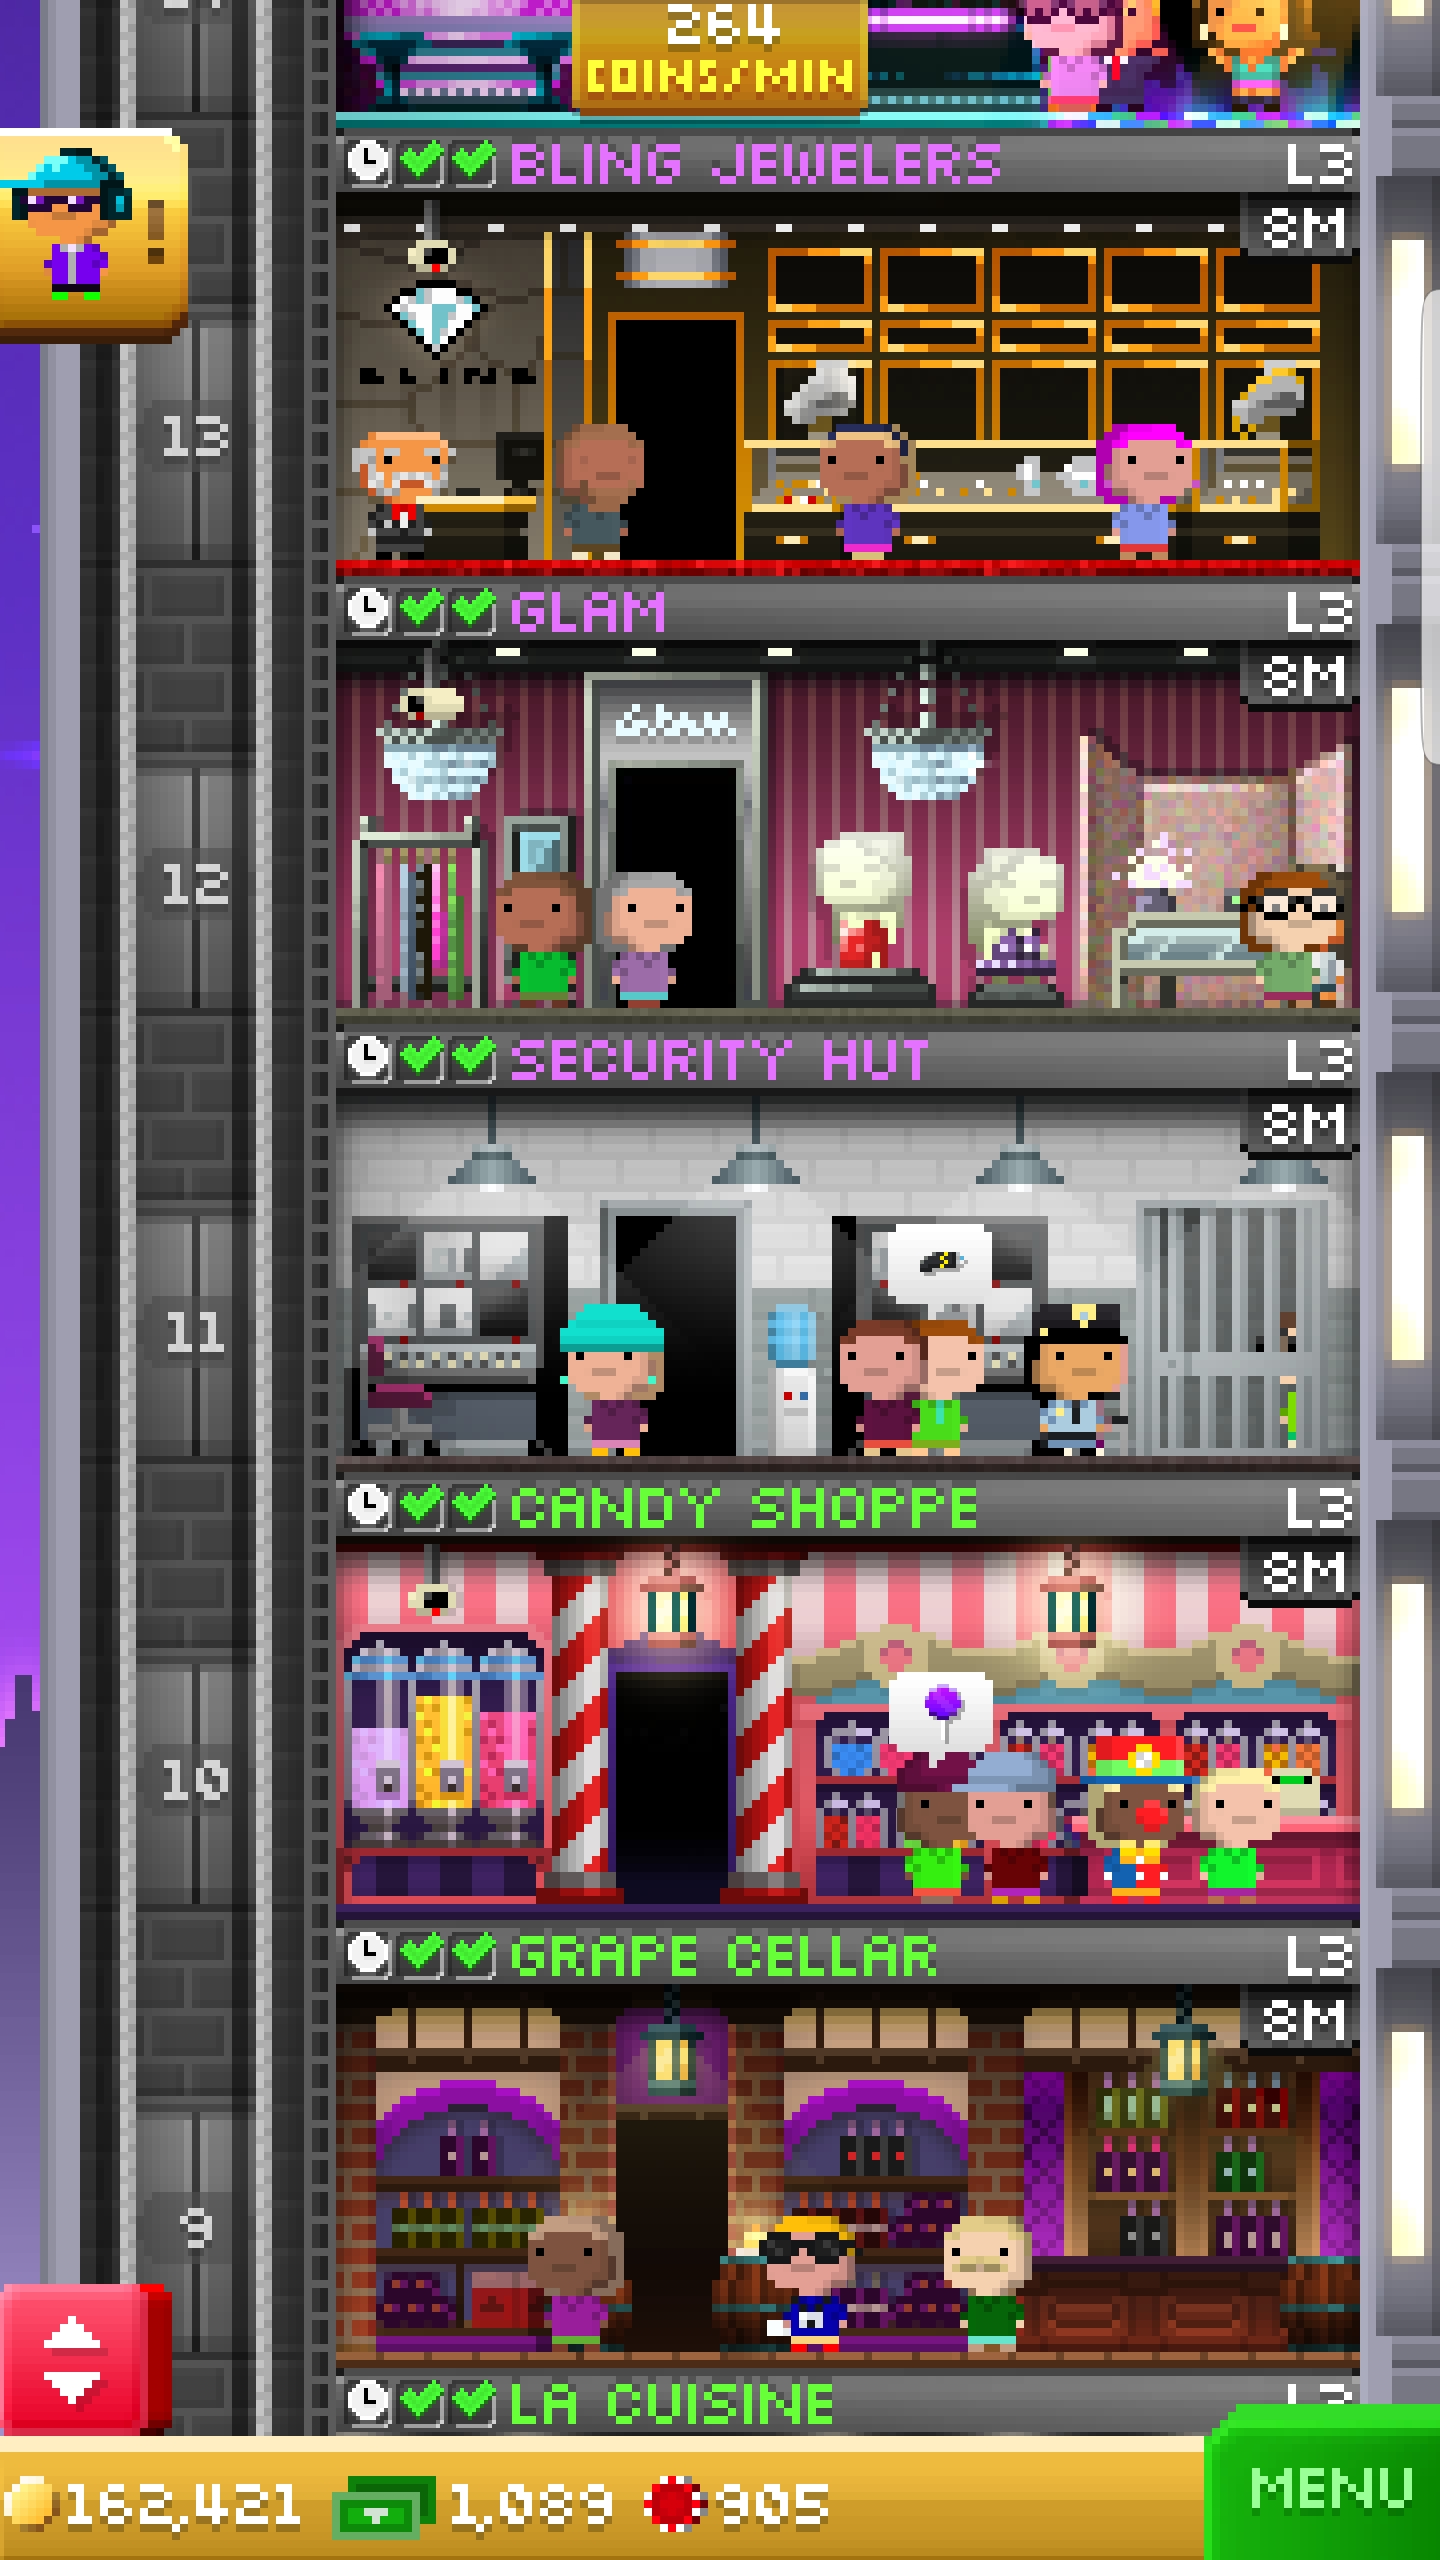 264
COINS/MIN
BLING JEWELERS L3
8M
BLING
13
GLAM L3
8M
Glam
12
SECURITY HUT L3
8M
11
CANDY SHOPPE L3
8M
10
GRAPE CELLAR L3
8M
9
LA CUISINE L3
162,421 1,089 905
MENU